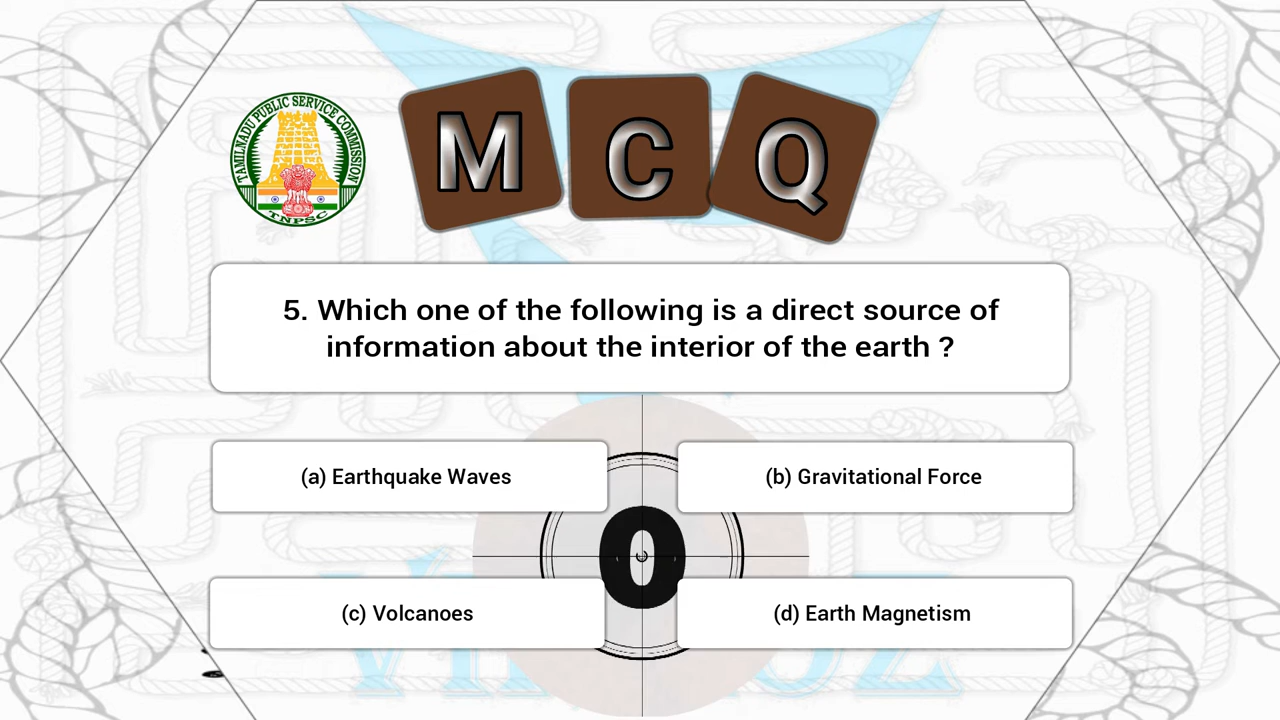 TAMILNADU PUBLIC SERVICE COMMISSION
TNPSC
M C Q
5. Which one of the following is a direct source of
information about the interior of the earth ?
(a) Earthquake Waves
(b) Gravitational Force
0
(c) Volcanoes
(d) Earth Magnetism